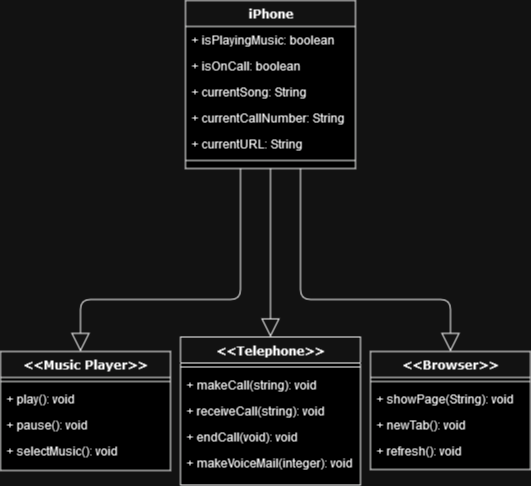 iPhone
+ isPlayingMusic: boolean
+ isOnCall: boolean
+ currentSong: String
+ currentCallNumber: String
+ currentURL: String
<<Music Player>>
+ play(): void
+ pause(): void
+ selectMusic(): void
<<Telephone>>
+ makeCall(string): void
+ receiveCall(string): void
+ endCall(void): void
+ makeVoiceMail(integer): void
<<Browser>>
+ showPage(String): void
+ newTab(): void
+ refresh(): void